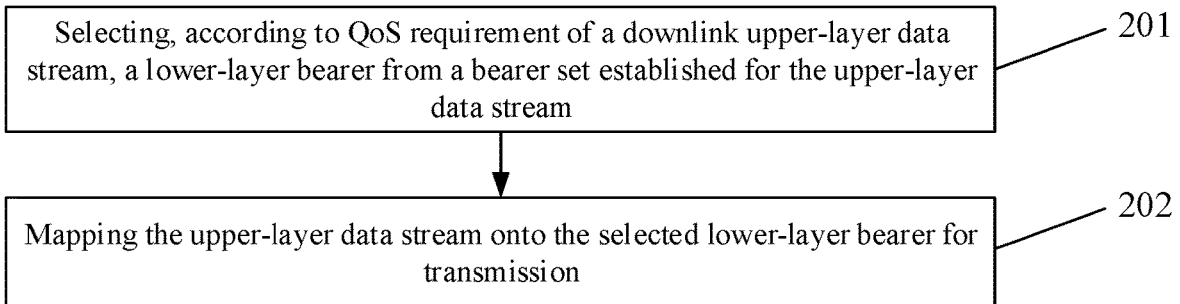 Selecting, according to QoS requirement of a downlink upper-layer data
stream, a lower-layer bearer from a bearer set established for the upper-layer
data stream
201
Mapping the upper-layer data stream onto the selected lower-layer bearer for
transmission
202